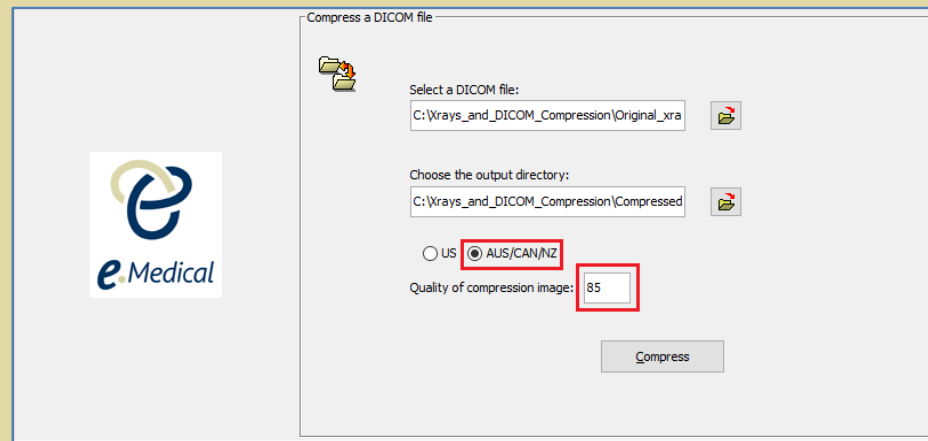 Compress a DICOM file
Select a DICOM file:
C:\Xrays_and_DICOM_Compression\Original_xra
Choose the output directory:
C:\Xrays_and_DICOM_Compression\Compressed
US AUS/CAN/NZ
Quality of compression image: 85
e.Medical
Compress